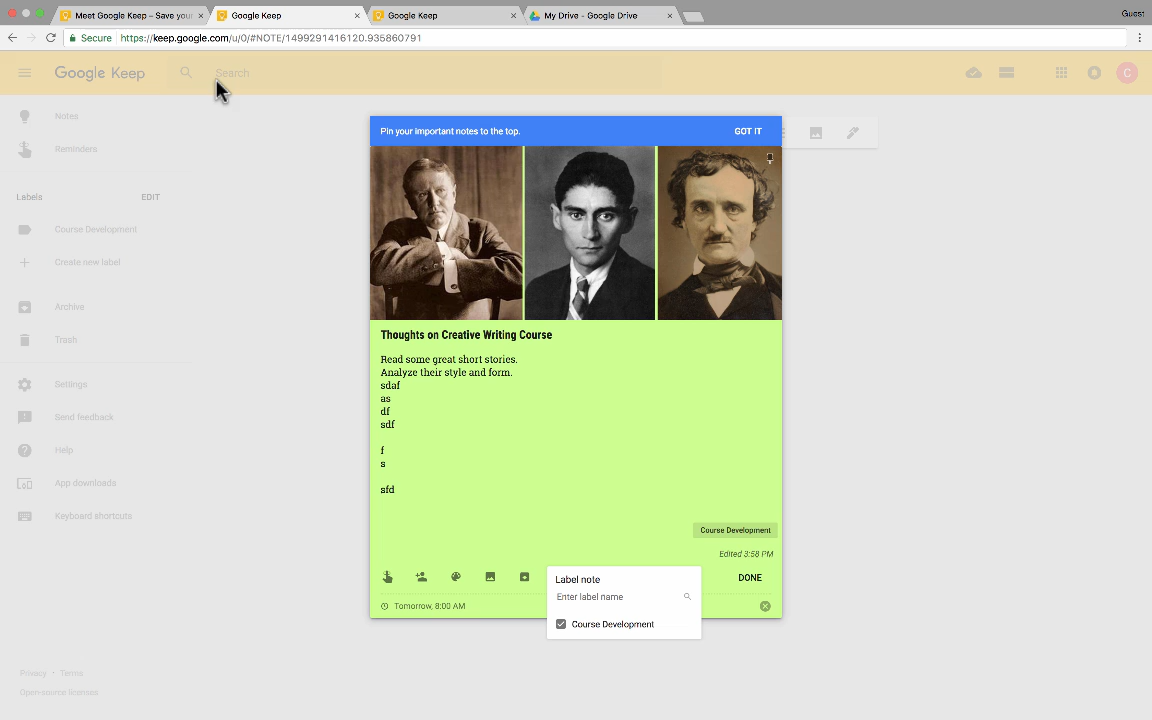 Meet Google Keep – Save your
Google Keep
Google Keep
My Drive - Google Drive
Guest
Secure
https://keep.google.com/u/0/#NOTE/1499291416120.935860791
Google Keep
Search
C
Notes
Reminders
Labels
EDIT
Course Development
Create new label
Archive
Trash
Settings
Send feedback
Help
App downloads
Keyboard shortcuts
Privacy · Terms
Open-source licenses
Pin your important notes to the top.
GOT IT
Thoughts on Creative Writing Course
Read some great short stories.
Analyze their style and form.
sdaf
as
df
sdf
f
s
sfd
Course Development
Edited 3:58 PM
DONE
Tomorrow, 8:00 AM
Label note
Enter label name
Course Development